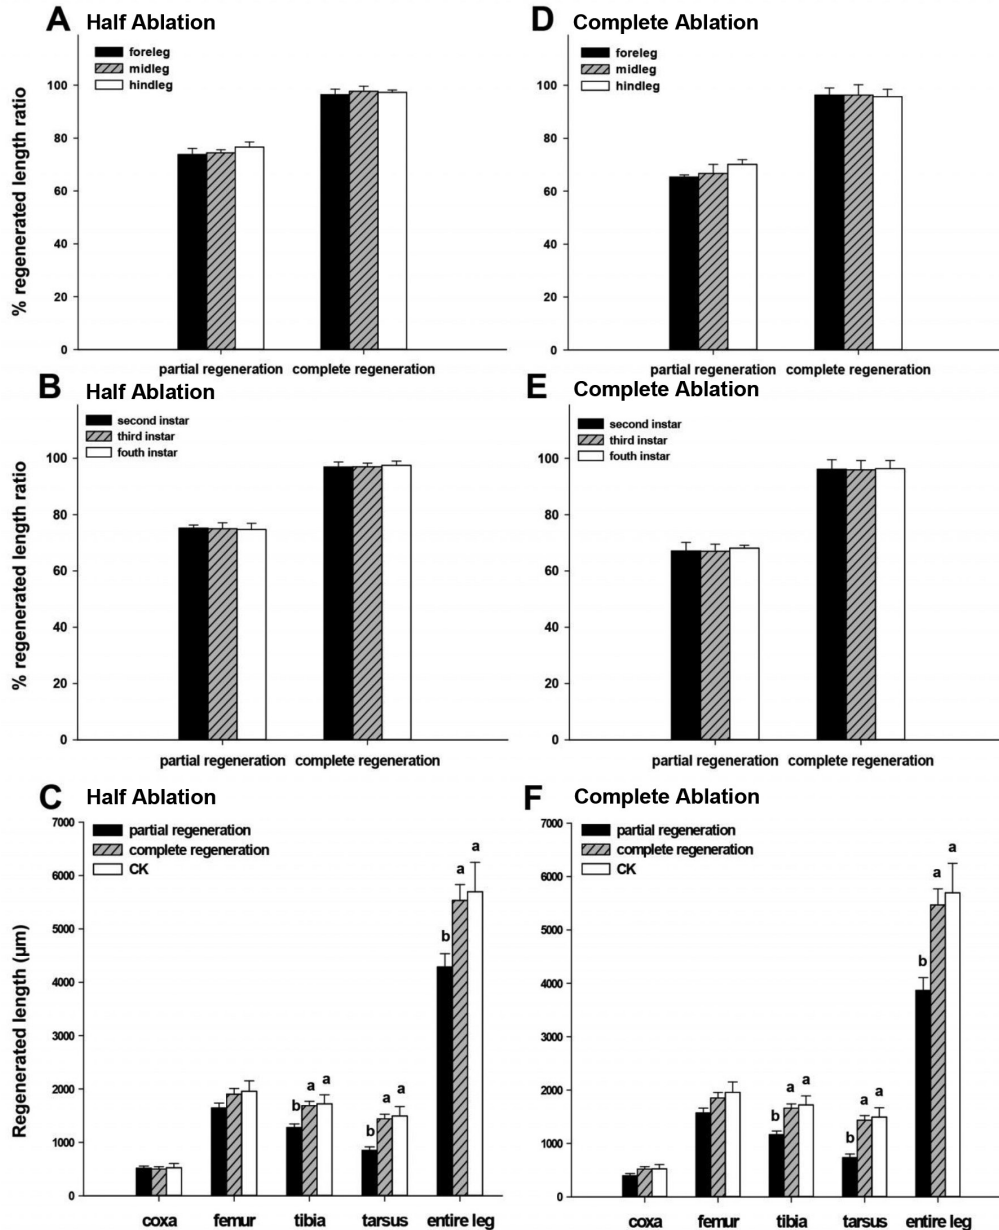 A Half Ablation
foreleg
midleg
hindleg
% regenerated length ratio
100
80
60
40
20
0
partial regeneration complete regeneration
D Complete Ablation
foreleg
midleg
hindleg
100
80
60
40
20
0
partial regeneration complete regeneration
B Half Ablation
second instar
third instar
fouth instar
% regenerated length ratio
100
80
60
40
20
0
partial regeneration complete regeneration
E Complete Ablation
second instar
third instar
fouth instar
100
80
60
40
20
0
partial regeneration complete regeneration
C Half Ablation
partial regeneration
complete regeneration
CK
Regenerated length (µm)
7000
6000
5000
4000
3000
2000
1000
0
b a a
b a a
b a a
coxa femur tibia tarsus entire leg
F Complete Ablation
partial regeneration
complete regeneration
CK
7000
6000
5000
4000
3000
2000
1000
0
b a a
b a a
b a a
coxa femur tibia tarsus entire leg